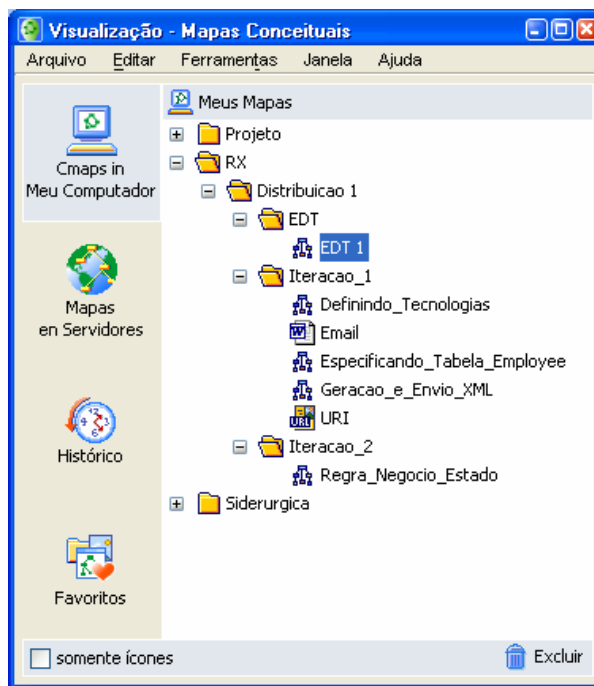 Visualização - Mapas Conceituais
Arquivo Editar Ferramentas Janela Ajuda
Cmaps in
Meu Computador
Mapas
en Servidores
Histórico
Favoritos
Meus Mapas
Projeto
RX
Distribuicao 1
EDT
EDT 1
Iteracao_1
Definindo_Tecnologias
Email
Especificando_Tabela_Employee
Geracao_e_Envio_XML
URI
Iteracao_2
Regra_Negocio_Estado
Siderurgica
somente ícones
Excluir